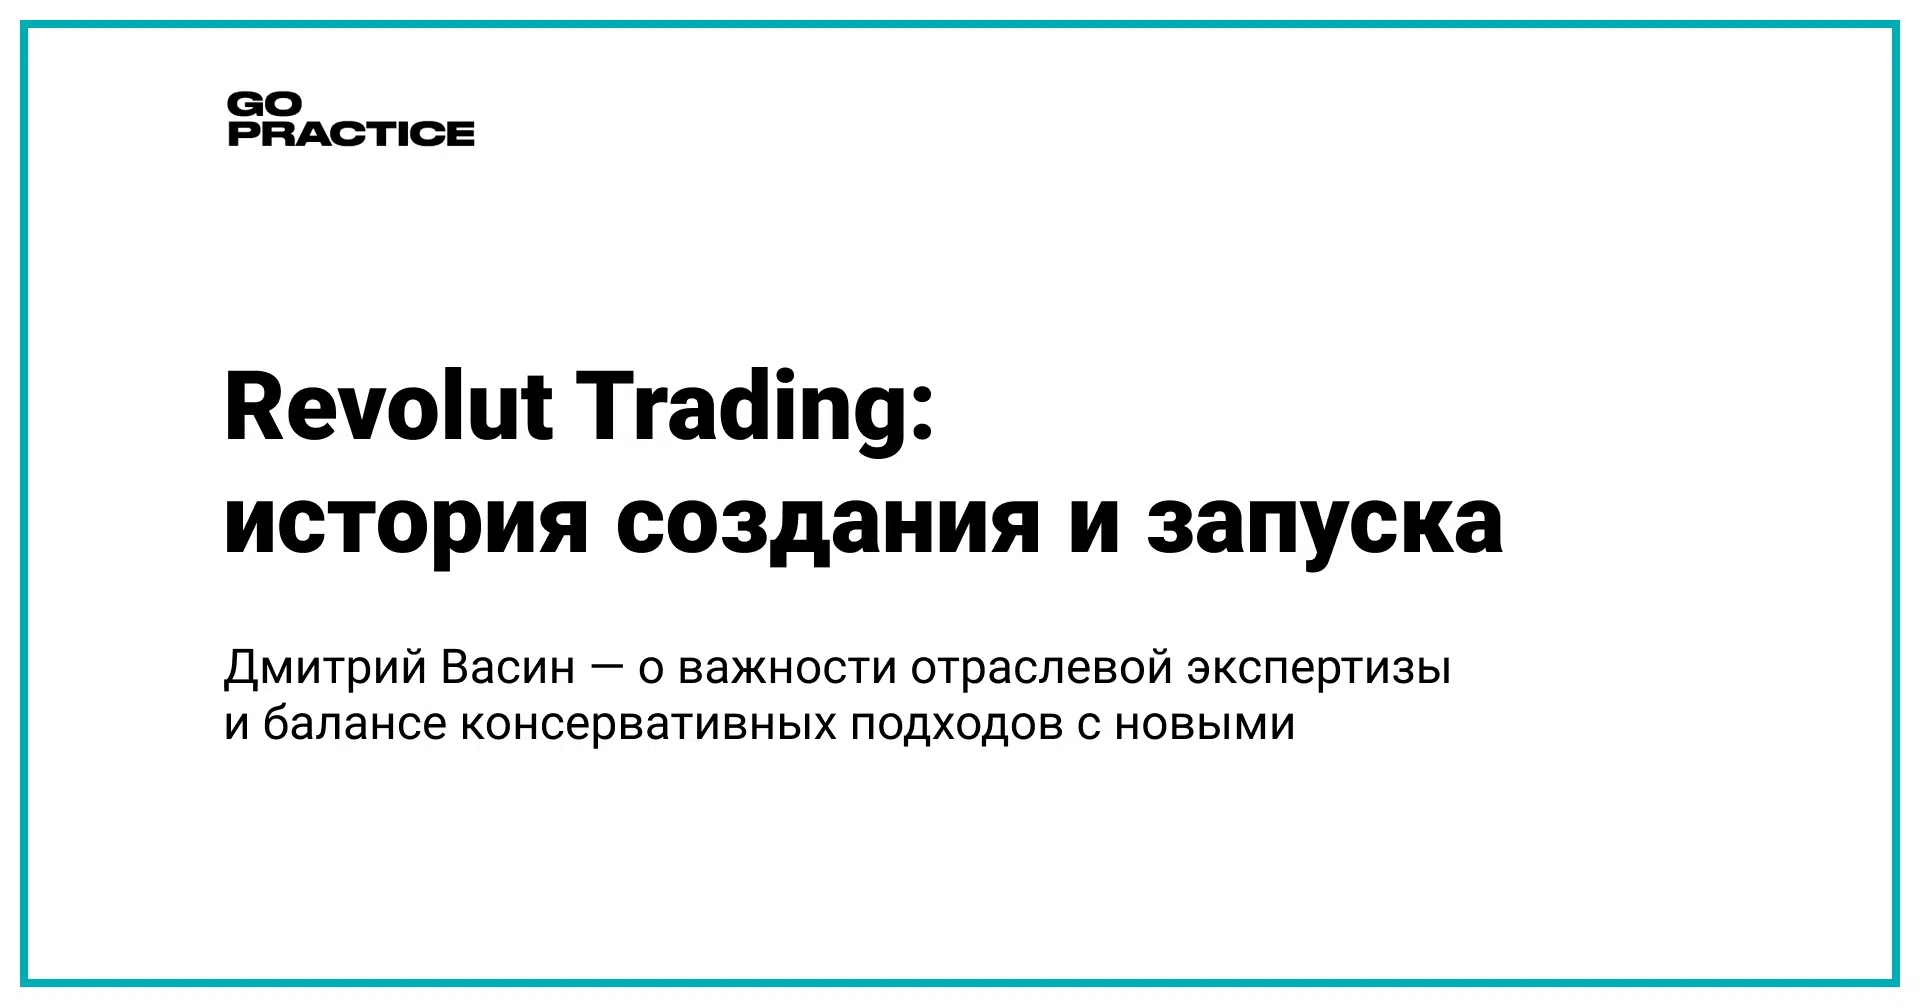 GO
PRACTICE
Revolut Trading:
история создания и запуска
Дмитрий Васин — о важности отраслевой экспертизы
и балансе консервативных подходов с новыми